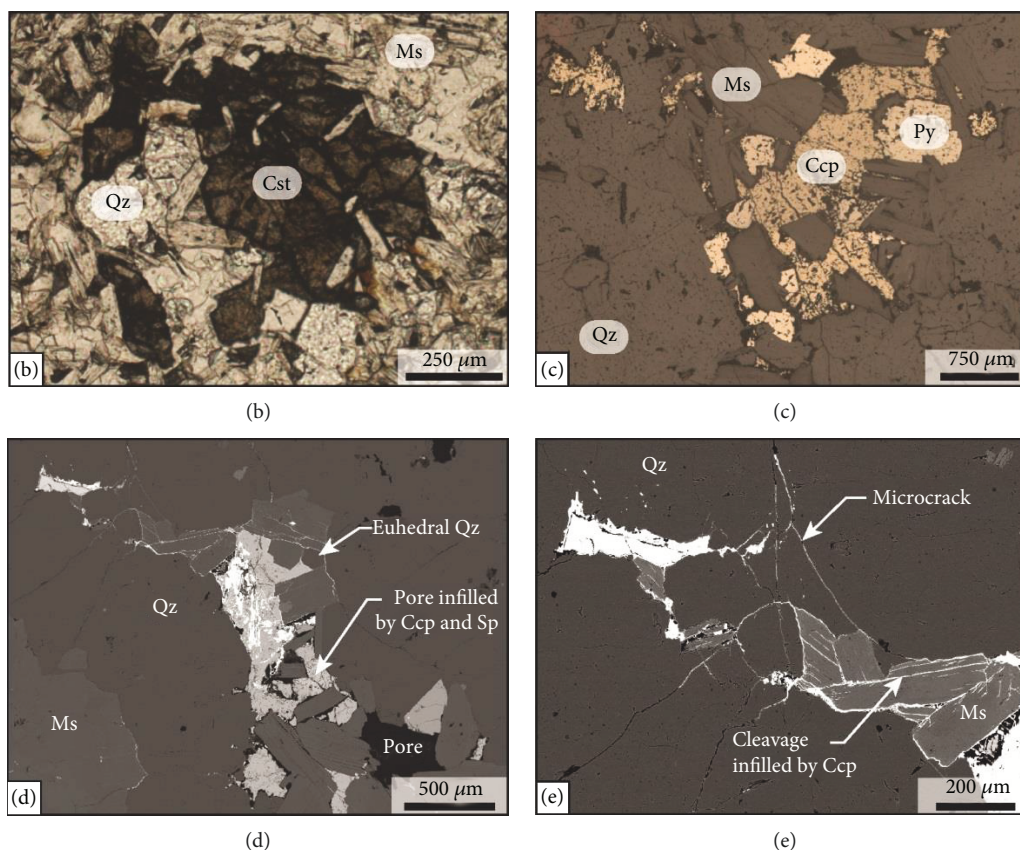 Ms
Cst
Qz
250 μm
(b)
(b)
Ms
Py
Ccp
Qz
750 μm
(c)
(c)
Euhedral Qz
Qz
Pore infilled
by Ccp and Sp
Ms
Pore
500 μm
(d)
(d)
Qz
Microcrack
Ms
Cleavage
infilled by Ccp
200 μm
(e)
(e)